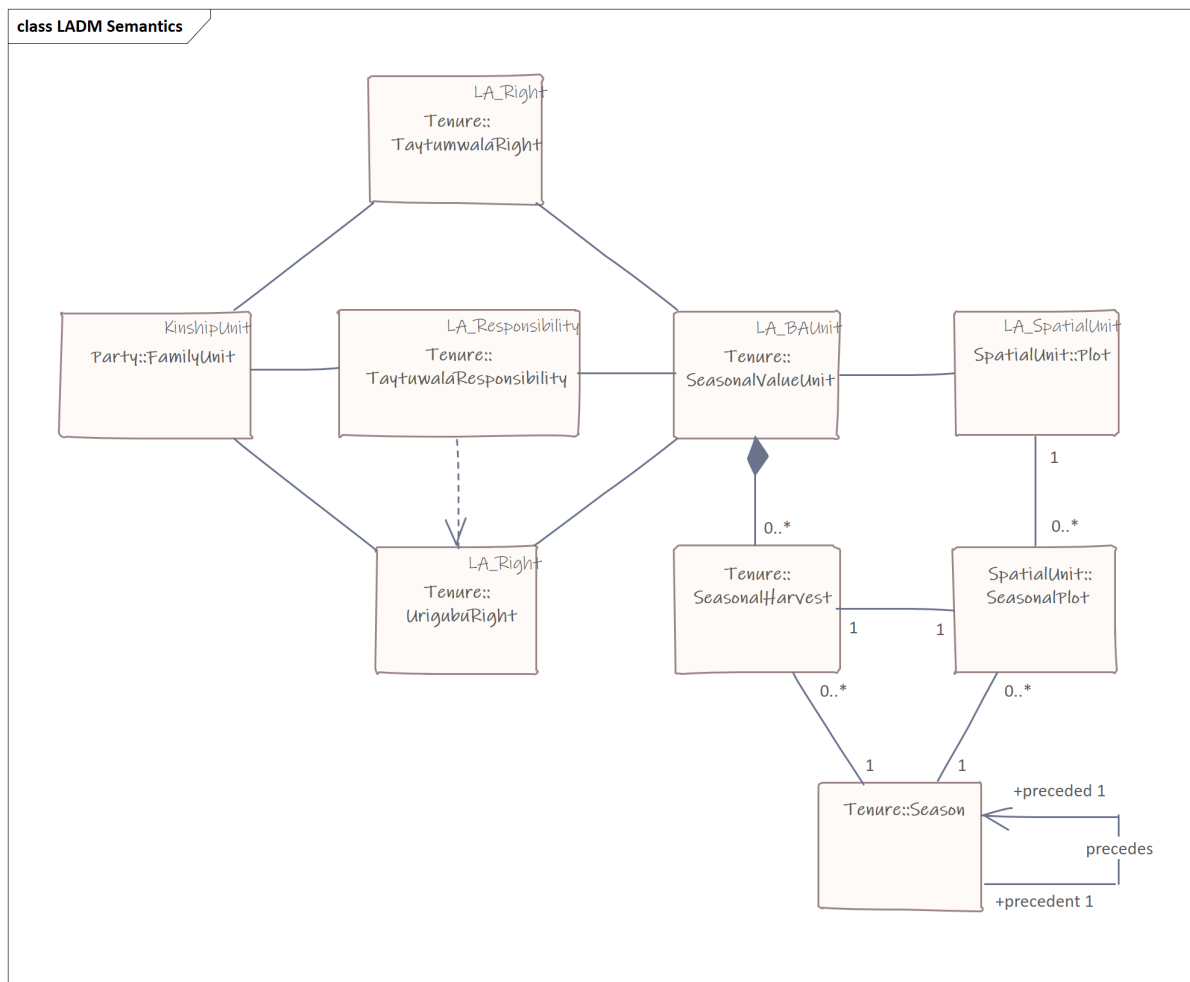 class LADM Semantics
LA_Right
Tenure::
TaytumwalaRight
KinshipUnit
Party::FamilyUnit
LA_Responsibility
Tenure::
TaytuwalaResponsibility
LA_BAUnit
Tenure::
SeasonalValueUnit
LA_SpatialUnit
SpatialUnit::Plot
1
0..*
0..*
LA_Right
Tenure::
UrigubuRight
Tenure::
SeasonalHarvest
SpatialUnit::
SeasonalPlot
1
1
0..*
0..*
1
1
Tenure::Season
+preceded 1
precedes
+precedent 1